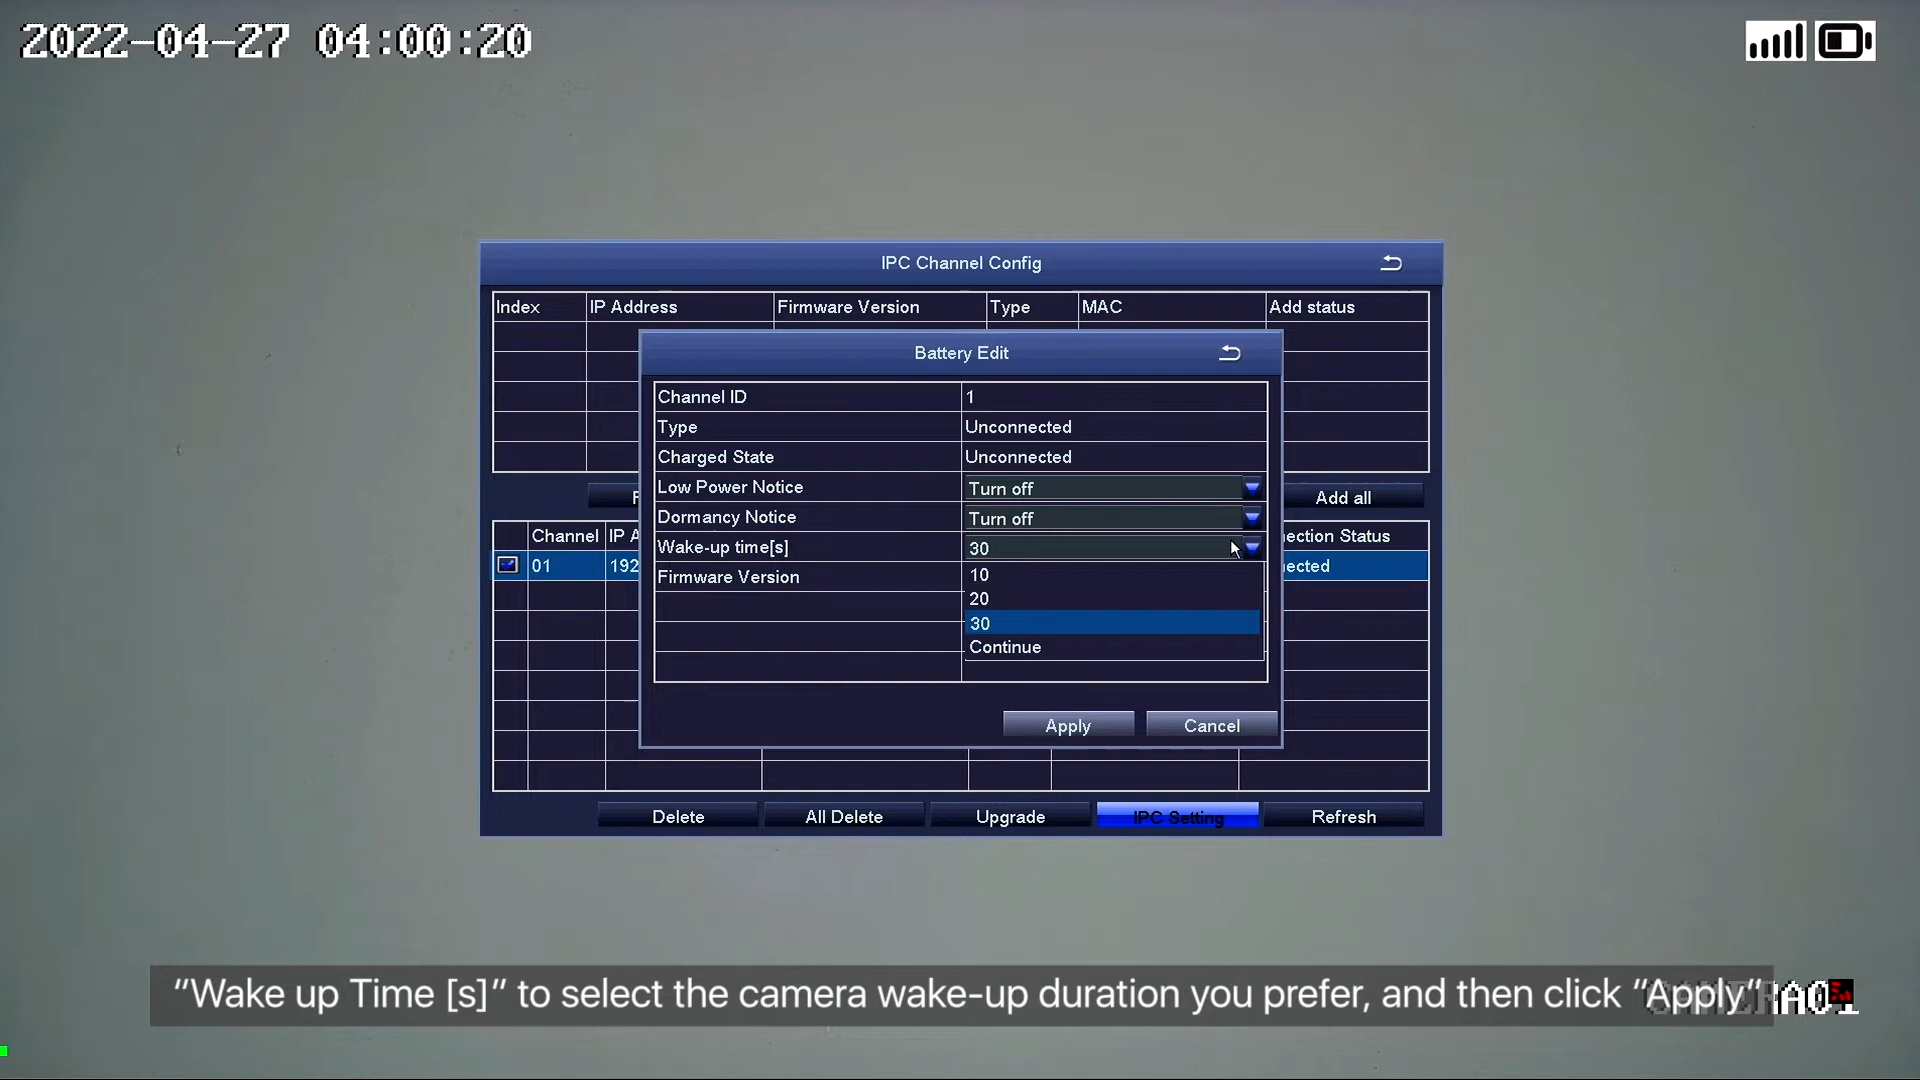 2022-04-27 04:00:20
IPC Channel Config
Index IP Address Firmware Version Type MAC Add status
Battery Edit
Channel ID 1
Type Unconnected
Charged State Unconnected
Low Power Notice Turn off
Add all
Dormancy Notice Turn off
Channel IP A ection Status
Wake-up time[s] 30
01 192 ected
Firmware Version
10
20
30
Continue
Apply Cancel
Delete All Delete Upgrade IPC Setting Refresh
“Wake up Time [s]” to select the camera wake-up duration you prefer, and then click “Apply”